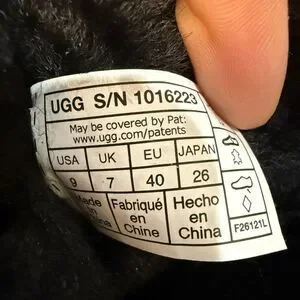 UGG S/N 1016223
May be covered by Pat:
www.ugg.com/patents
USA UK EU JAPAN
9 7 40 26
Made in China Fabriqué en Chine Hecho en China
F26121L